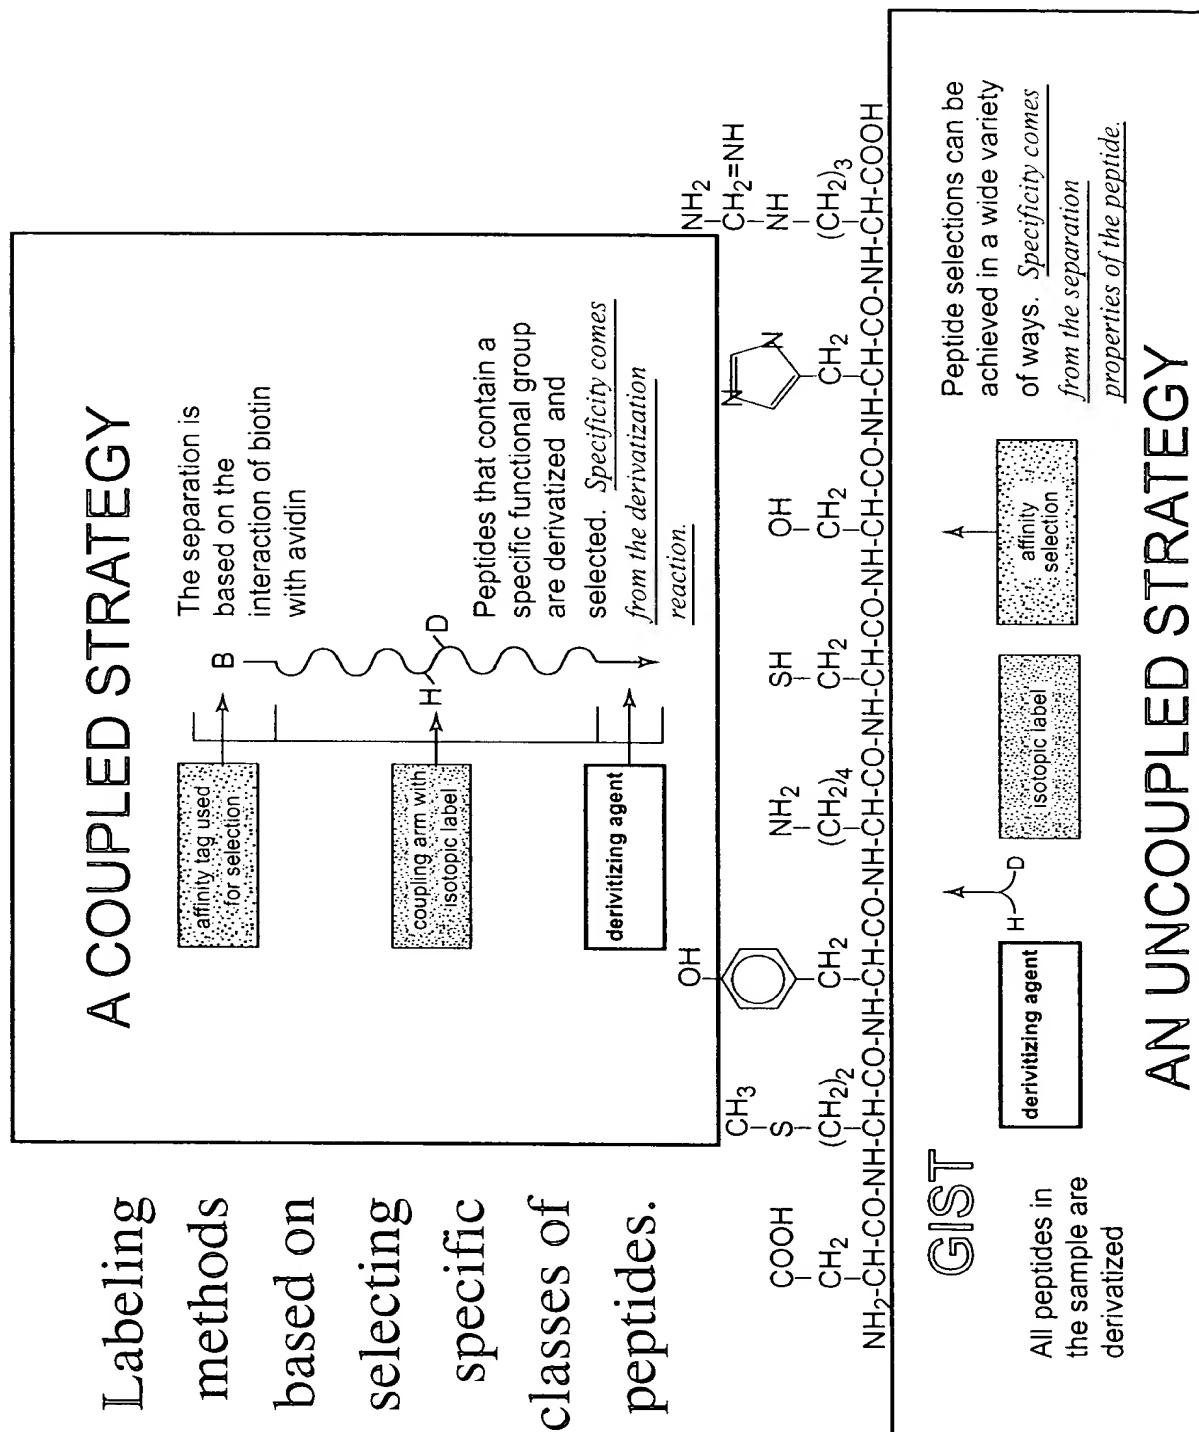 Labeling
methods
based on
selecting
specific
classes of
peptides.
A COUPLED STRATEGY
affinity tag used
for selection
B
The separation is
based on the
interaction of biotin
with avidin
coupling arm with
isotopic label
H
D
derivitizing agent
Peptides that contain a
specific functional group
are derivatized and
selected. Specificity comes
from the derivatization
reaction.
COOH
CH2
CH3
S
(CH2)2
OH
CH2
NH2
(CH2)4
SH
CH2
OH
CH2
N
N
CH2
NH2
CH2=NH
NH
(CH2)3
NH2-CH-CO-NH-CH-CO-NH-CH-CO-NH-CH-CO-NH-CH-CO-NH-CH-CO-NH-CH-CO-NH-CH-COOH
GIST
All peptides in
the sample are
derivatized
derivitizing agent
H
D
isotopic label
affinity
selection
Peptide selections can be
achieved in a wide variety
of ways. Specificity comes
from the separation
properties of the peptide.
AN UNCOUPLED STRATEGY